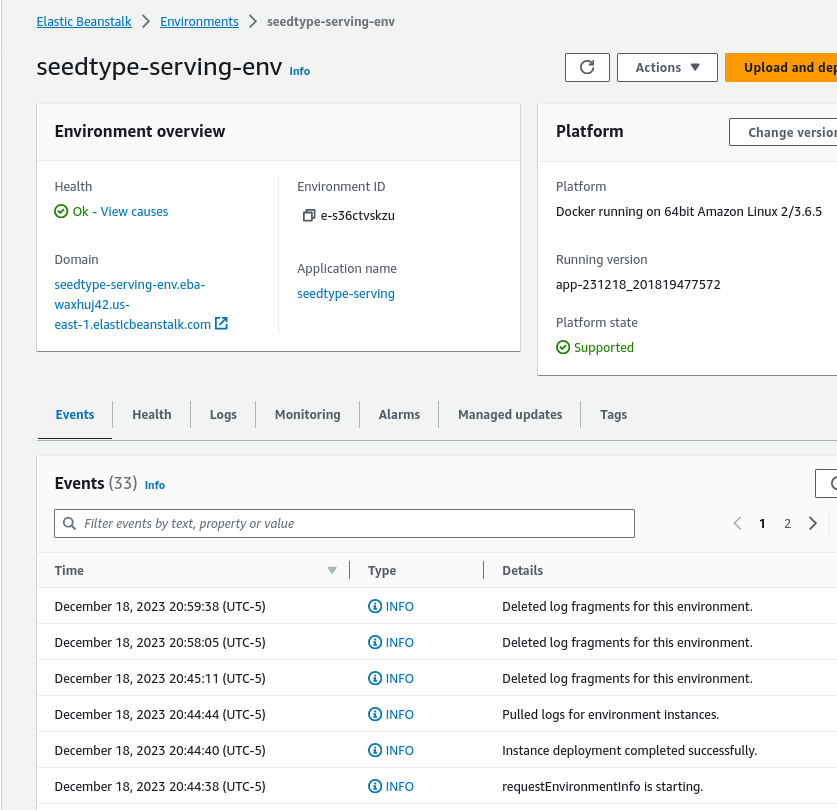 Elastic Beanstalk > Environments > seedtype-serving-env
seedtype-serving-env Info
Actions
Upload and dep
Environment overview
Health
Ok - View causes
Domain
seedtype-serving-env.eba-
waxhuj42.us-
east-1.elasticbeanstalk.com
Environment ID
e-s36ctvskzu
Application name
seedtype-serving
Platform
Change version
Platform
Docker running on 64bit Amazon Linux 2/3.6.5
Running version
app-231218_201819477572
Platform state
Supported
Events Health Logs Monitoring Alarms Managed updates Tags
Events (33) Info
Filter events by text, property or value
1 2
Time Type Details
December 18, 2023 20:59:38 (UTC-5) INFO Deleted log fragments for this environment.
December 18, 2023 20:58:05 (UTC-5) INFO Deleted log fragments for this environment.
December 18, 2023 20:45:11 (UTC-5) INFO Deleted log fragments for this environment.
December 18, 2023 20:44:44 (UTC-5) INFO Pulled logs for environment instances.
December 18, 2023 20:44:40 (UTC-5) INFO Instance deployment completed successfully.
December 18, 2023 20:44:38 (UTC-5) INFO requestEnvironmentInfo is starting.